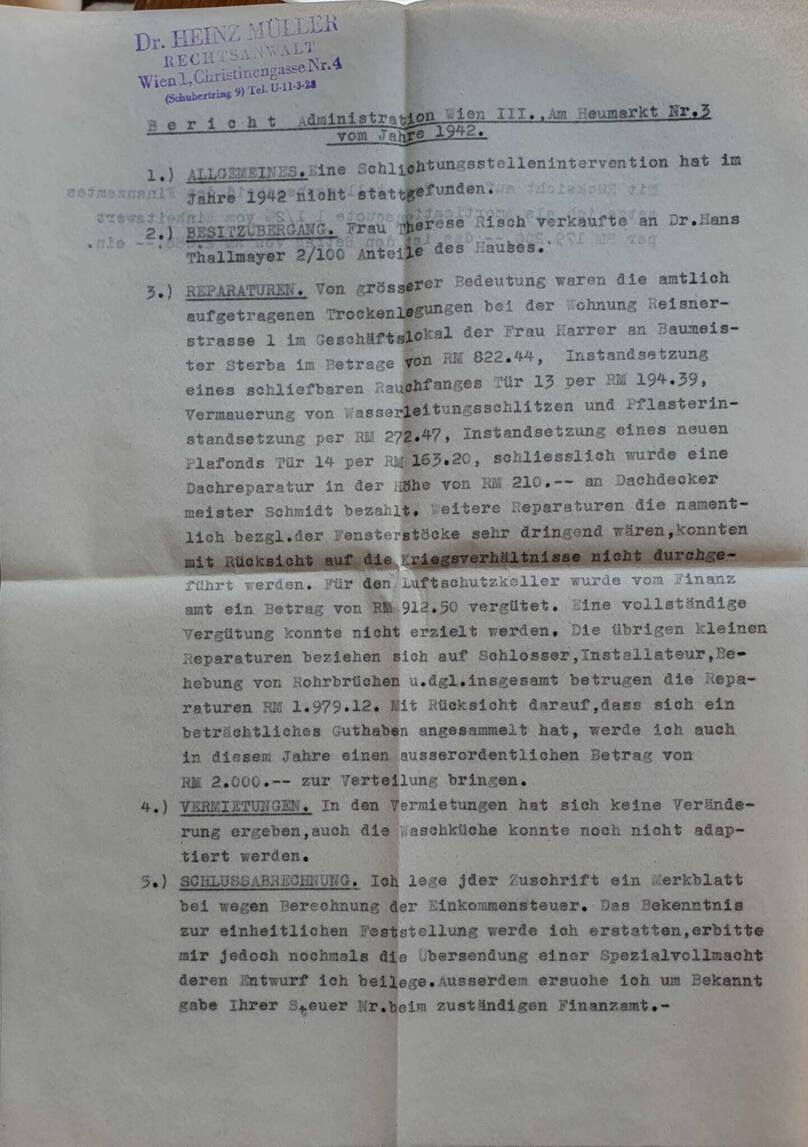 Dr. HEINZ MÜLLER
RECHTSANWALT
Wien 1, Christinengasse Nr. 4
(Schubertring 9) Tel. U-11-3-28
Bericht Administration Wien III., Am Heumarkt Nr.3
vom Jahre 1942.
1.) ALLGEMEINES. Eine Schlichtungsstellenintervention hat im
Jahre 1942 nicht stattgefunden.
2.) BESITZÜBERGANG. Frau Therese Risch verkaufte an Dr.Hans
Thallmayer 2/100 Anteile des Hauses.
3.) REPARATUREN. Von grösserer Bedeutung waren die amtlich
aufgetragenen Trockenlegungen bei der Wohnung Reisner-
strasse 1 im Geschäftslokal der Frau Harrer an Baumeis-
ter Sterba im Betrage von RM 822.44, Instandsetzung
eines schliefbaren Rauchfanges Tür 13 per RM 194.39,
Vermauerung von Wasserleitungsschlitzen und Pflasterin-
standsetzung per RM 272.47, Instandsetzung eines neuen
Plafonds Tür 14 per RM 163.20, schliesslich wurde eine
Dachreparatur in der Höhe von RM 210.-- an Dachdecker
meister Schmidt bezahlt. Weitere Reparaturen die nament-
lich bezgl.der Fensterstöcke sehr dringend wären,konnten
mit Rücksicht auf die Kriegsverhältnisse nicht durchge-
führt werden. Für den Luftschutzkeller wurde vom Finanz
amt ein Betrag von RM 912.50 vergütet. Eine vollständige
Vergütung konnte nicht erzielt werden. Die übrigen kleinen
Reparaturen beziehen sich auf Schlosser,Installateur,Be-
hebung von Rohrbrüchen u.dgl.insgesamt betrugen die Repa-
raturen RM 1.979.12. Mit Rücksicht darauf,dass sich ein
beträchtliches Guthaben angesammelt hat, werde ich auch
in diesem Jahre einen ausserordentlichen Betrag von
RM 2.000.-- zur Verteilung bringen.
4.) VERMIETUNGEN. In den Vermietungen hat sich keine Verände-
rung ergeben,auch die Waschküche konnte noch nicht adap-
tiert werden.
5.) SCHLUSSABRECHNUNG. Ich lege jder Zuschrift ein Merkblatt
bei wegen Berechnung der Einkommensteuer. Das Bekenntnis
zur einheitlichen Feststellung werde ich erstatten,erbitte
mir jedoch nochmals die Übersendung einer Spezialvollmacht
deren Entwurf ich beilege.Ausserdem ersuche ich um Bekannt
gabe Ihrer Steuer Nr.beim zuständigen Finanzamt.-